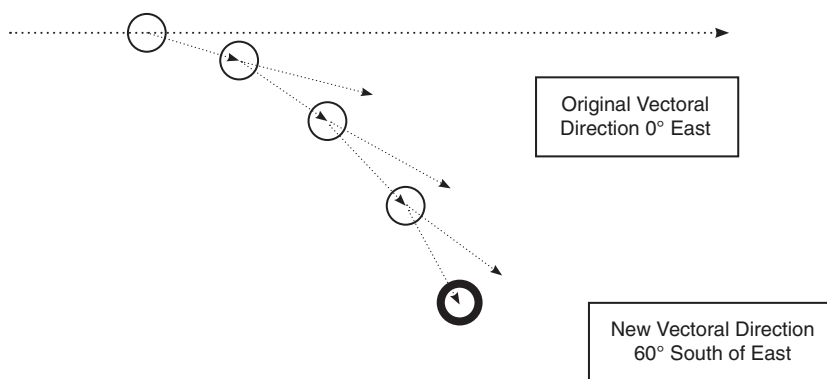 Original Vectoral
Direction 0° East
New Vectoral Direction
60° South of East